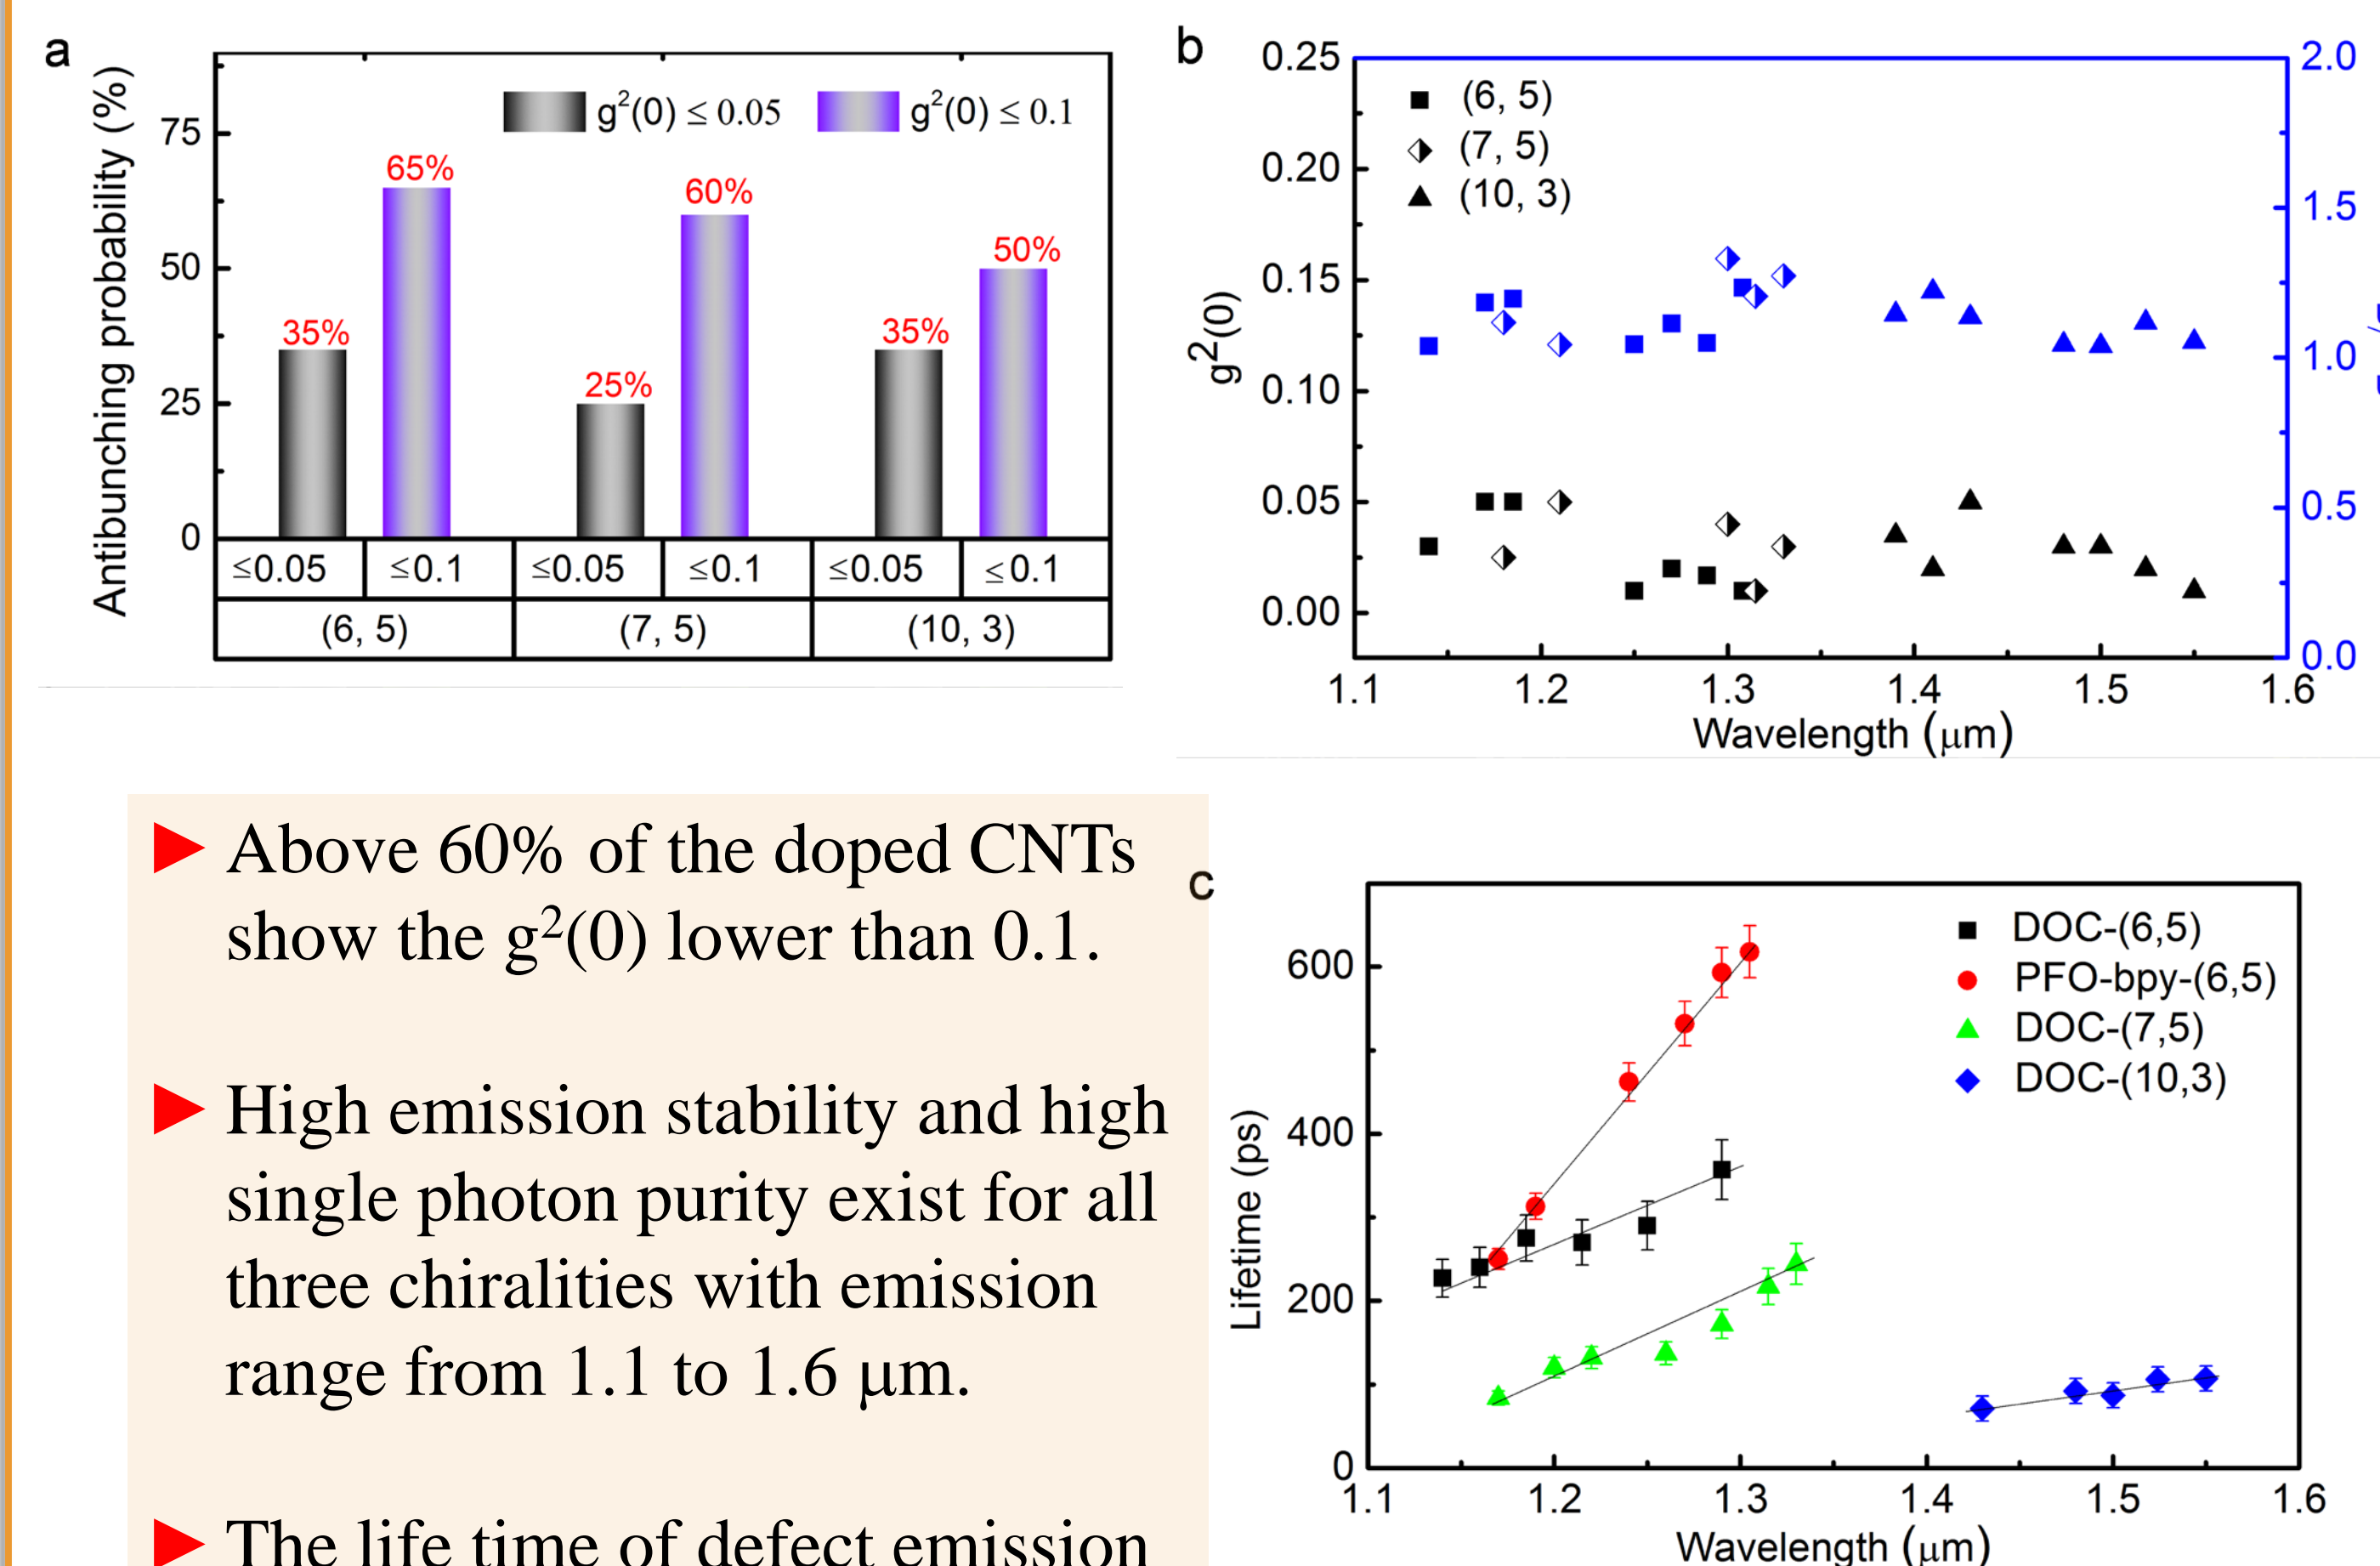 a
Antibunching probability (%)
75
50
25
0
g²(0) ≤ 0.05
g²(0) ≤ 0.1
35%
65%
25%
60%
35%
50%
≤0.05 ≤0.1 ≤0.05 ≤0.1 ≤0.05 ≤0.1
(6, 5) (7, 5) (10, 3)
b
g²(0)
0.25
0.20
0.15
0.10
0.05
0.00
(6, 5)
(7, 5)
(10, 3)
2.0
1.5
1.0
0.5
0.0
1.1 1.2 1.3 1.4 1.5 1.6
Wavelength (μm)
Above 60% of the doped CNTs
show the g²(0) lower than 0.1.
High emission stability and high
single photon purity exist for all
three chiralities with emission
range from 1.1 to 1.6 μm.
The life time of defect emission
c
Lifetime (ps)
600
400
200
0
DOC-(6,5)
PFO-bpy-(6,5)
DOC-(7,5)
DOC-(10,3)
1.1 1.2 1.3 1.4 1.5 1.6
Wavelength (μm)